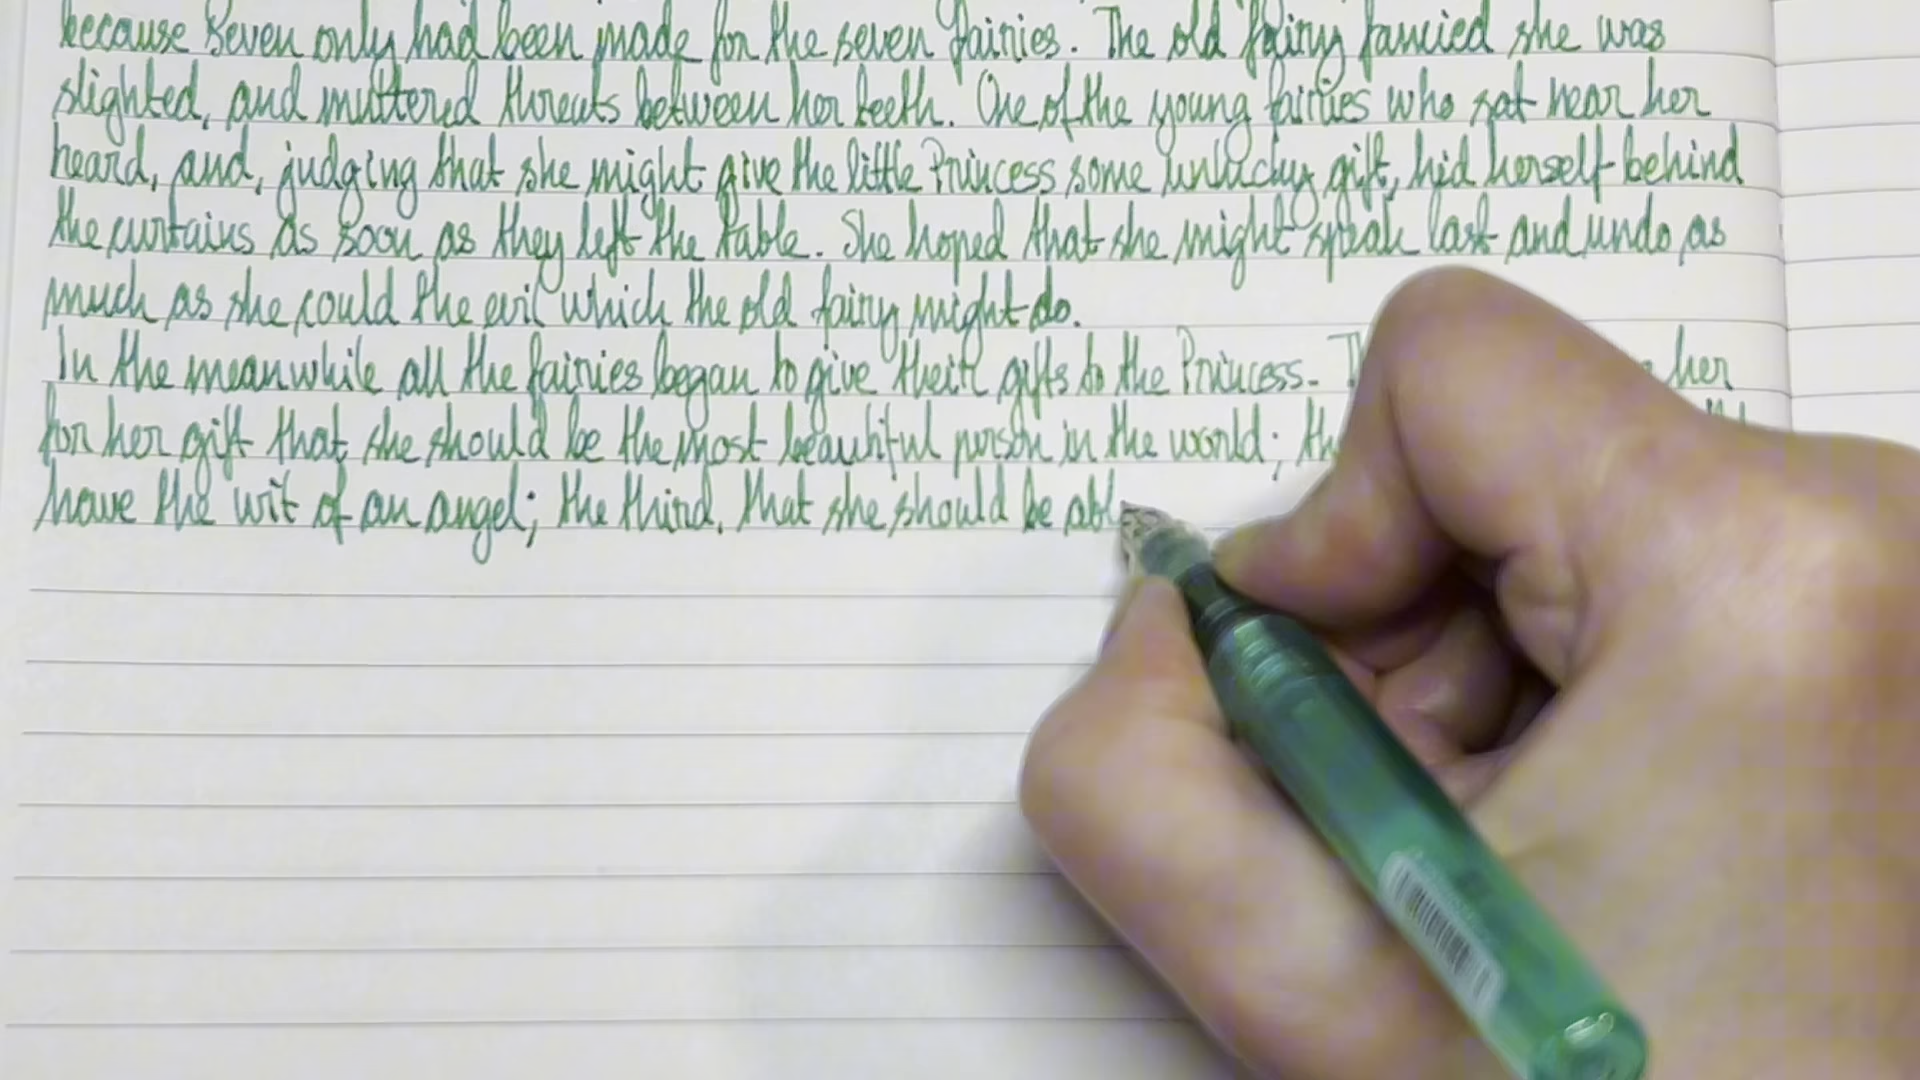 because seven only had been made for the seven fairies. The old fairy fancied she was
slighted, and muttered threats between her teeth. One of the young fairies who sat near her
heard, and, judging that she might give the little Princess some unlucky gift, hid herself behind
the curtains as soon as they left the table. She hoped that she might speak last and undo as
much as she could the evil which the old fairy might do.
In the meanwhile all the fairies began to give their gifts to the Princess. her
for her gift that she should be the most beautiful person in the world;
have the wit of an angel; the third, that she should be abl